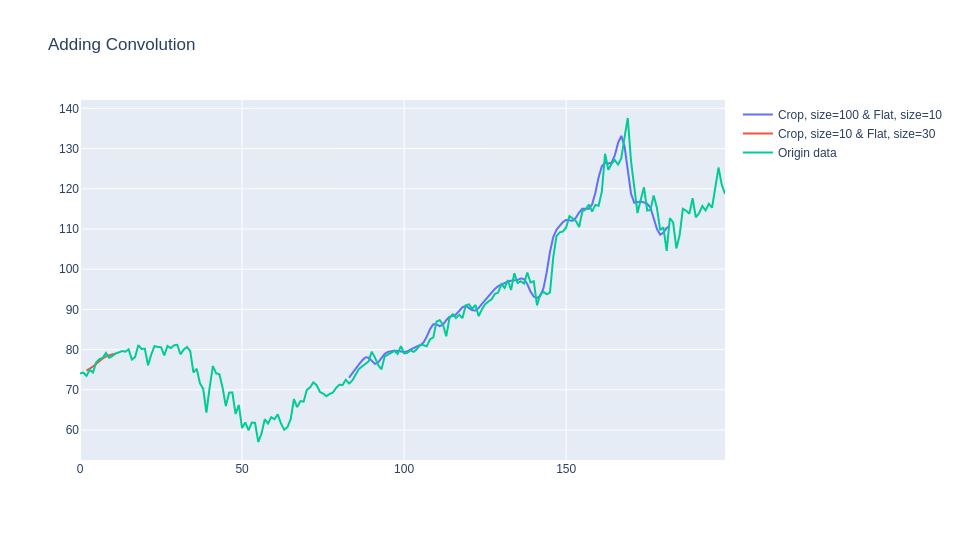 Adding Convolution
140
130
120
110
100
90
80
70
60
0 50 100 150
Crop, size=100 & Flat, size=10
Crop, size=10 & Flat, size=30
Origin data